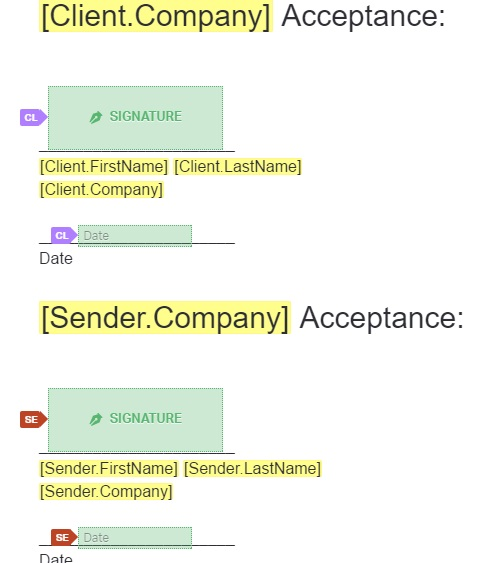 [Client.Company] Acceptance:
CL
SIGNATURE
[Client.FirstName] [Client.LastName]
[Client.Company]
CL Date
Date
[Sender.Company] Acceptance:
SE
SIGNATURE
[Sender.FirstName] [Sender.LastName]
[Sender.Company]
SE Date
Date